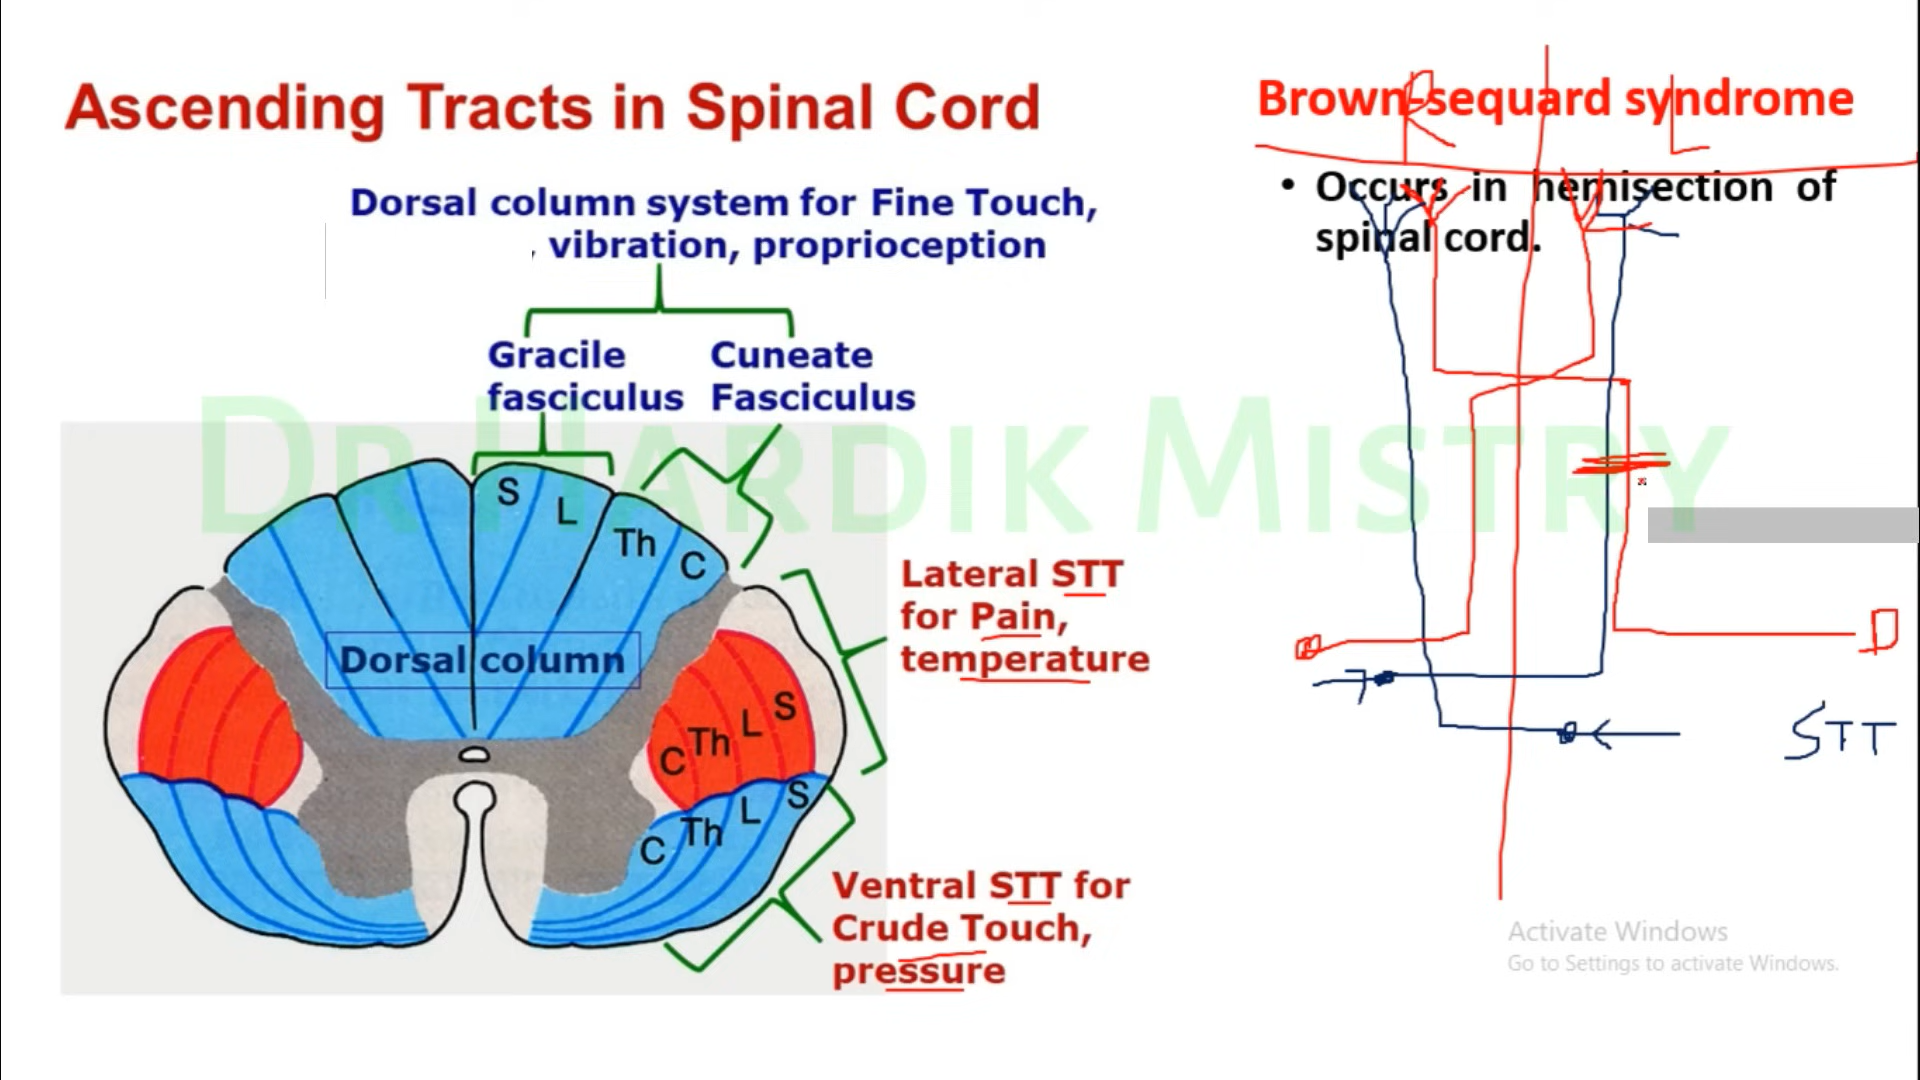 Ascending Tracts in Spinal Cord
Dorsal column system for Fine Touch,
, vibration, proprioception
Gracile
fasciculus
Cuneate
Fasciculus
DR HARDIK MISTRY
S
L
Th
C
Dorsal column
S
L
Th
C
S
L
Th
C
Lateral STT
for Pain,
temperature
Ventral STT for
Crude Touch,
pressure
Brown-sequard syndrome
R
L
• Occurs in hemisection of
spinal cord.
D
STT
Activate Windows
Go to Settings to activate Windows.